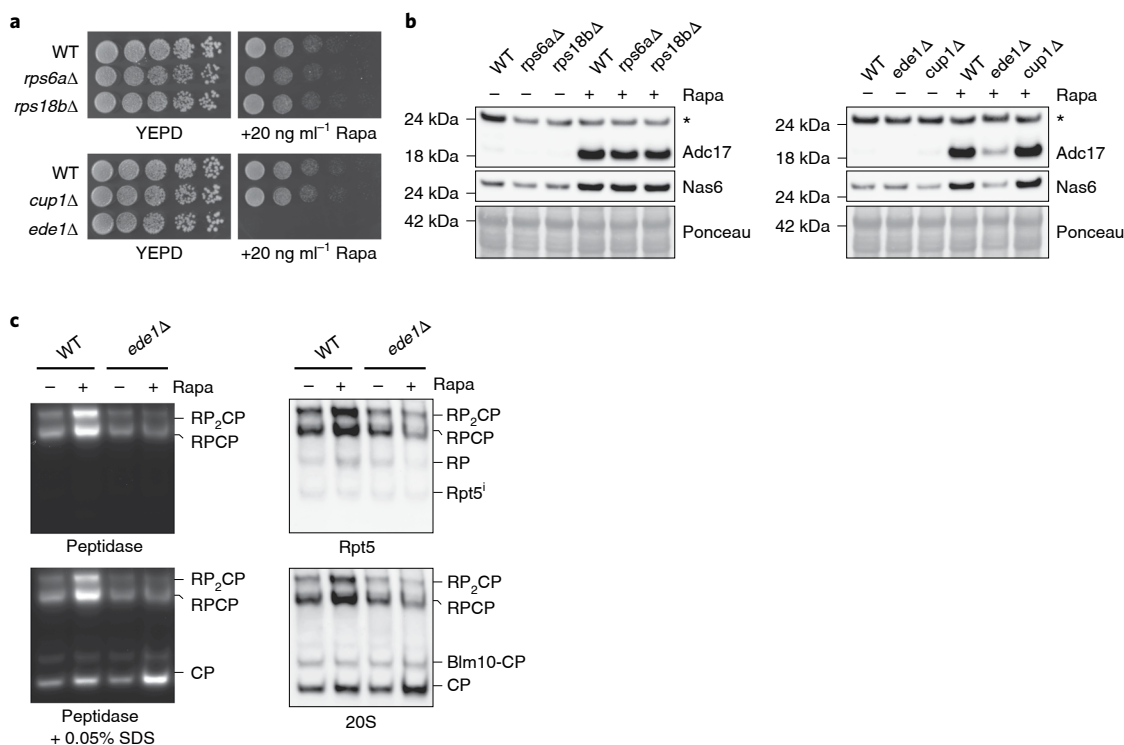 a
WT
rps6aΔ
rps18bΔ
YEPD
+20 ng ml⁻¹ Rapa
WT
cup1Δ
ede1Δ
YEPD
+20 ng ml⁻¹ Rapa
b
WT rps6aΔ rps18bΔ WT rps6aΔ rps18bΔ
– – – + + + Rapa
24 kDa *
18 kDa Adc17
24 kDa Nas6
42 kDa Ponceau
WT ede1Δ cup1Δ WT ede1Δ cup1Δ
– – – + + + Rapa
24 kDa *
18 kDa Adc17
24 kDa Nas6
42 kDa Ponceau
c
WT ede1Δ
– + – + Rapa
RP₂CP
RPCP
Peptidase
RP₂CP
RPCP
CP
Peptidase
+ 0.05% SDS
WT ede1Δ
– + – + Rapa
RP₂CP
RPCP
RP
Rpt5ⁱ
Rpt5
RP₂CP
RPCP
Blm10-CP
CP
20S